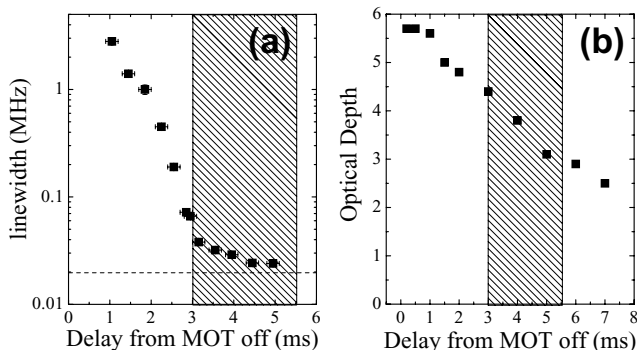 (a)
linewidth (MHz)
1
0.1
0.01
0 1 2 3 4 5 6
Delay from MOT off (ms)
(b)
Optical Depth
6
5
4
3
2
1
0
0 1 2 3 4 5 6 7 8
Delay from MOT off (ms)